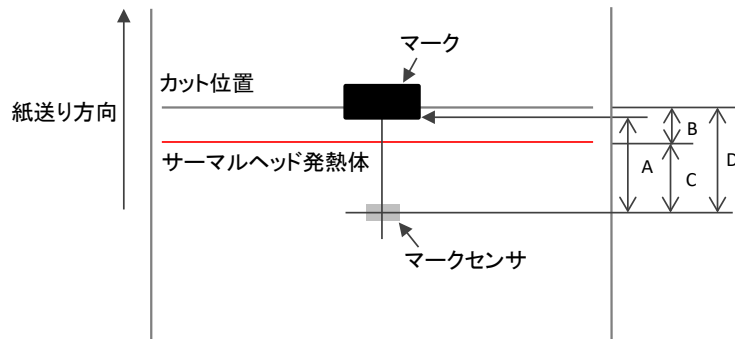 マーク
カット位置
紙送り方向
サーマルヘッド発熱体
マークセンサ
B
A
C
D